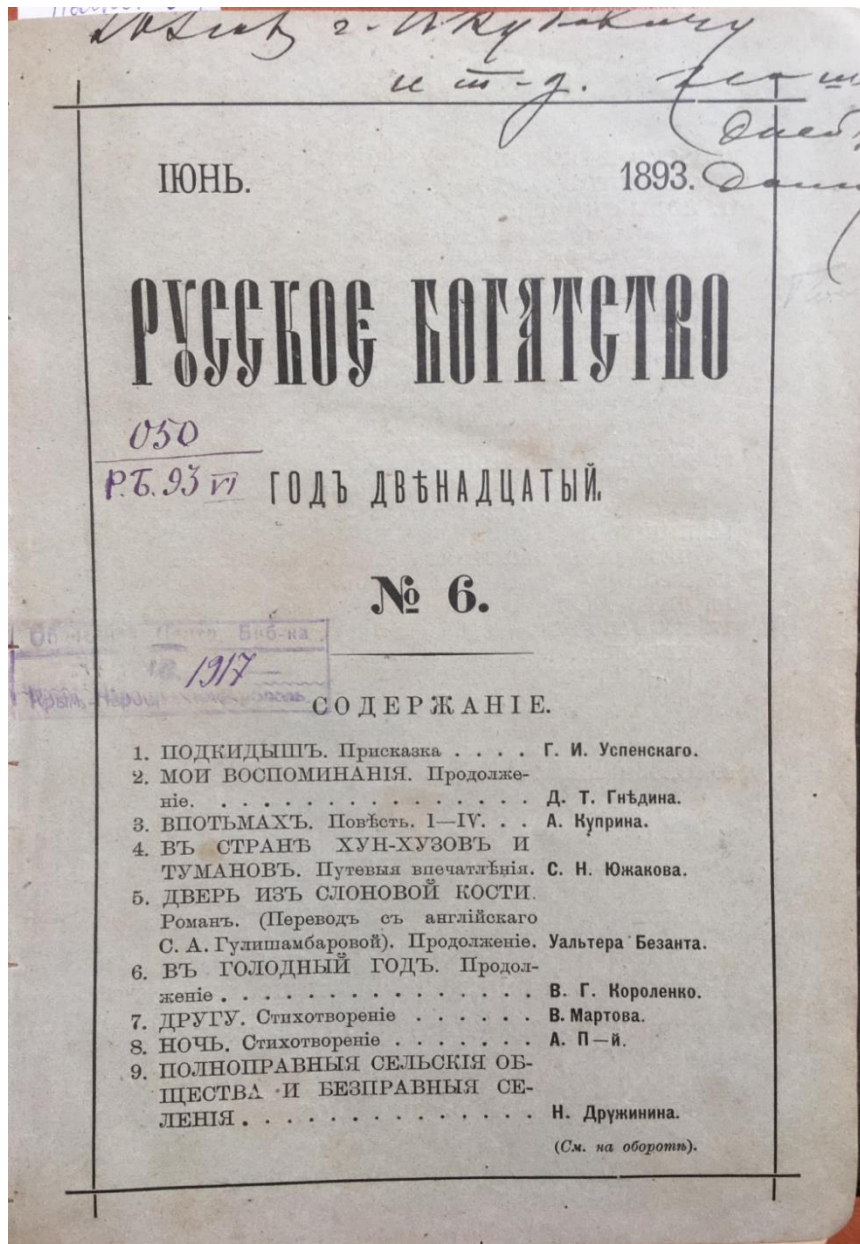 и т-д.
ІЮНЬ. 1893.
РУССКОЕ БОГАТСТВО
050
Р.Б.93 VI
ГОДЪ ДВѢНАДЦАТЫЙ.
№ 6.
1917
СОДЕРЖАНІЕ.
1. ПОДКИДЫШЪ. Присказка . . . . Г. И. Успенскаго.
2. МОИ ВОСПОМИНАНІЯ. Продолже-
ніе. . . . . . . . . . . . . . . . Д. Т. Гнѣдина.
3. ВПОТЬМАХЪ. Повѣсть. I—IV. . . А. Куприна.
4. ВЪ СТРАНѢ ХУН-ХУЗОВЪ И
ТУМАНОВЪ. Путевыя впечатлѣнія. С. Н. Южакова.
5. ДВЕРЬ ИЗЪ СЛОНОВОЙ КОСТИ.
Романъ. (Переводъ съ англійскаго
С. А. Гулишамбаровой). Продолженіе. Уальтера Безанта.
6. ВЪ ГОЛОДНЫЙ ГОДЪ. Продол-
женіе . . . . . . . . . . . . . . . В. Г. Короленко.
7. ДРУГУ. Стихотвореніе . . . . . . В. Мартова.
8. НОЧЬ. Стихотвореніе . . . . . . . А. П—й.
9. ПОЛНОПРАВНЫЯ СЕЛЬСКІЯ ОБ-
ЩЕСТВА И БЕЗПРАВНЫЯ СЕ-
ЛЕНІЯ . . . . . . . . . . . . . . Н. Дружинина.
(См. на оборотѣ).